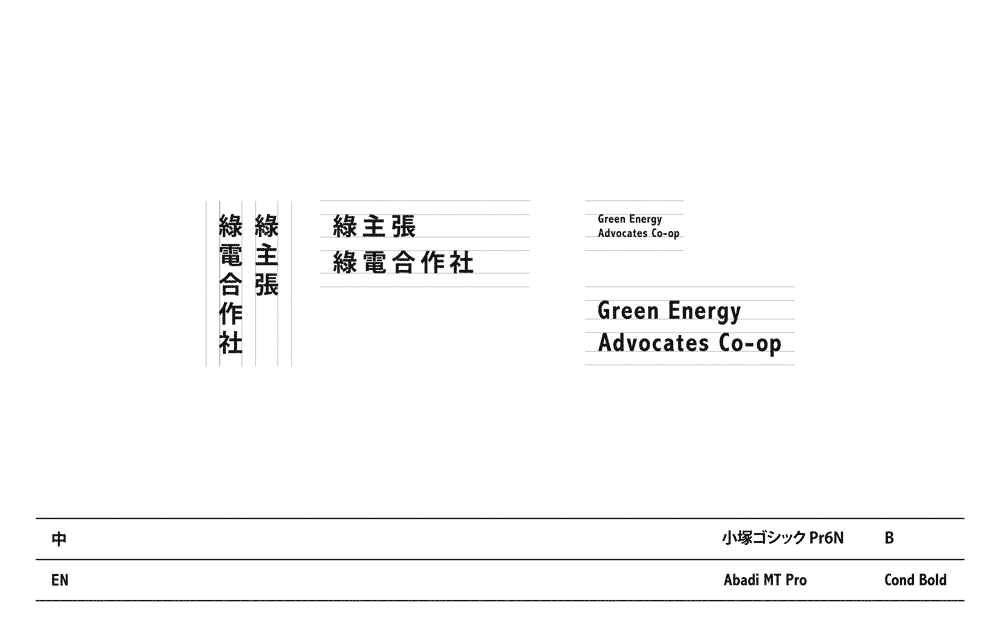 綠主張
綠電合作社
綠主張
綠電合作社
Green Energy
Advocates Co-op
Green Energy
Advocates Co-op
中 小塚ゴシック Pr6N B
EN Abadi MT Pro Cond Bold